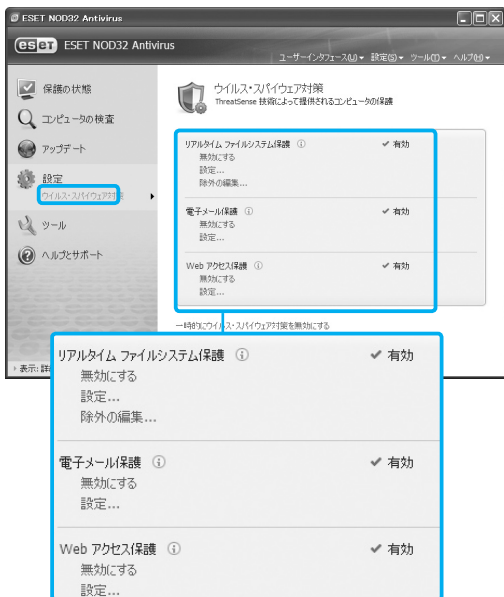 ESET NOD32 Antivirus
eset ESET NOD32 Antivirus
ユーザーインタフェース(U) 設定(S) ツール(T) ヘルプ(H)
保護の状態
コンピュータの検査
アップデート
設定
ウイルス・スパイウェア対策
ツール
ヘルプとサポート
ウイルス・スパイウェア対策
ThreatSense 技術によって提供されるコンピュータの保護
リアルタイム ファイルシステム保護 有効
無効にする
設定...
除外の編集...
電子メール保護 有効
無効にする
設定...
Web アクセス保護 有効
無効にする
設定...
一時的にウイルス・スパイウェア対策を無効にする
表示:
リアルタイム ファイルシステム保護 有効
無効にする
設定...
除外の編集...
電子メール保護 有効
無効にする
設定...
Web アクセス保護 有効
無効にする
設定...